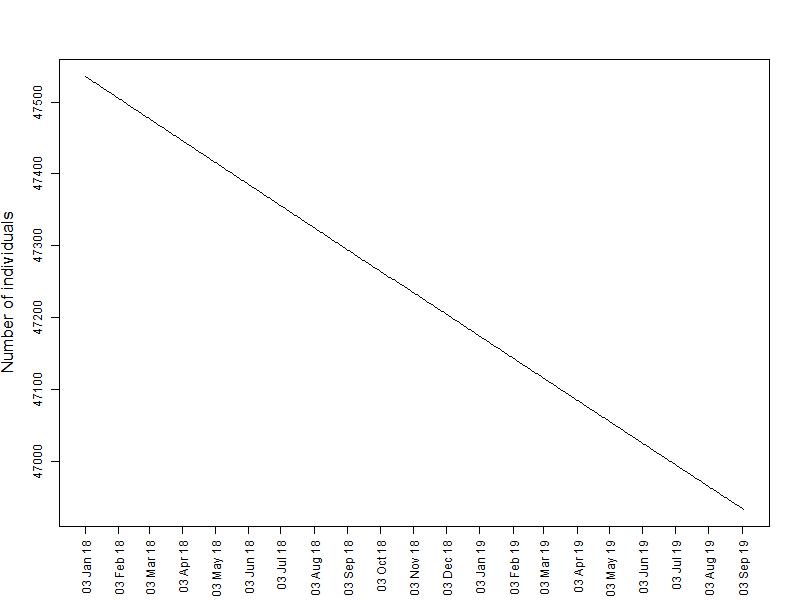 Number of individuals
47500
47400
47300
47200
47100
47000
03 Jan 18
03 Feb 18
03 Mar 18
03 Apr 18
03 May 18
03 Jun 18
03 Jul 18
03 Aug 18
03 Sep 18
03 Oct 18
03 Nov 18
03 Dec 18
03 Jan 19
03 Feb 19
03 Mar 19
03 Apr 19
03 May 19
03 Jun 19
03 Jul 19
03 Aug 19
03 Sep 19